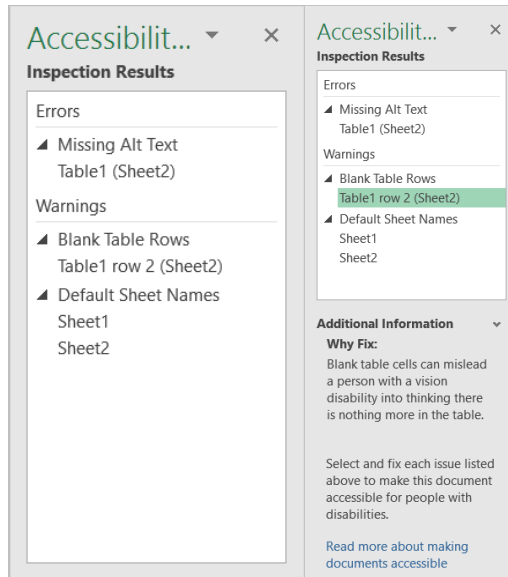 Accessibilit...
Inspection Results
Errors
Missing Alt Text
Table1 (Sheet2)
Warnings
Blank Table Rows
Table1 row 2 (Sheet2)
Default Sheet Names
Sheet1
Sheet2
Accessibilit...
Inspection Results
Errors
Missing Alt Text
Table1 (Sheet2)
Warnings
Blank Table Rows
Table1 row 2 (Sheet2)
Default Sheet Names
Sheet1
Sheet2
Additional Information
Why Fix:
Blank table cells can mislead
a person with a vision
disability into thinking there
is nothing more in the table.
Select and fix each issue listed
above to make this document
accessible for people with
disabilities.
Read more about making
documents accessible